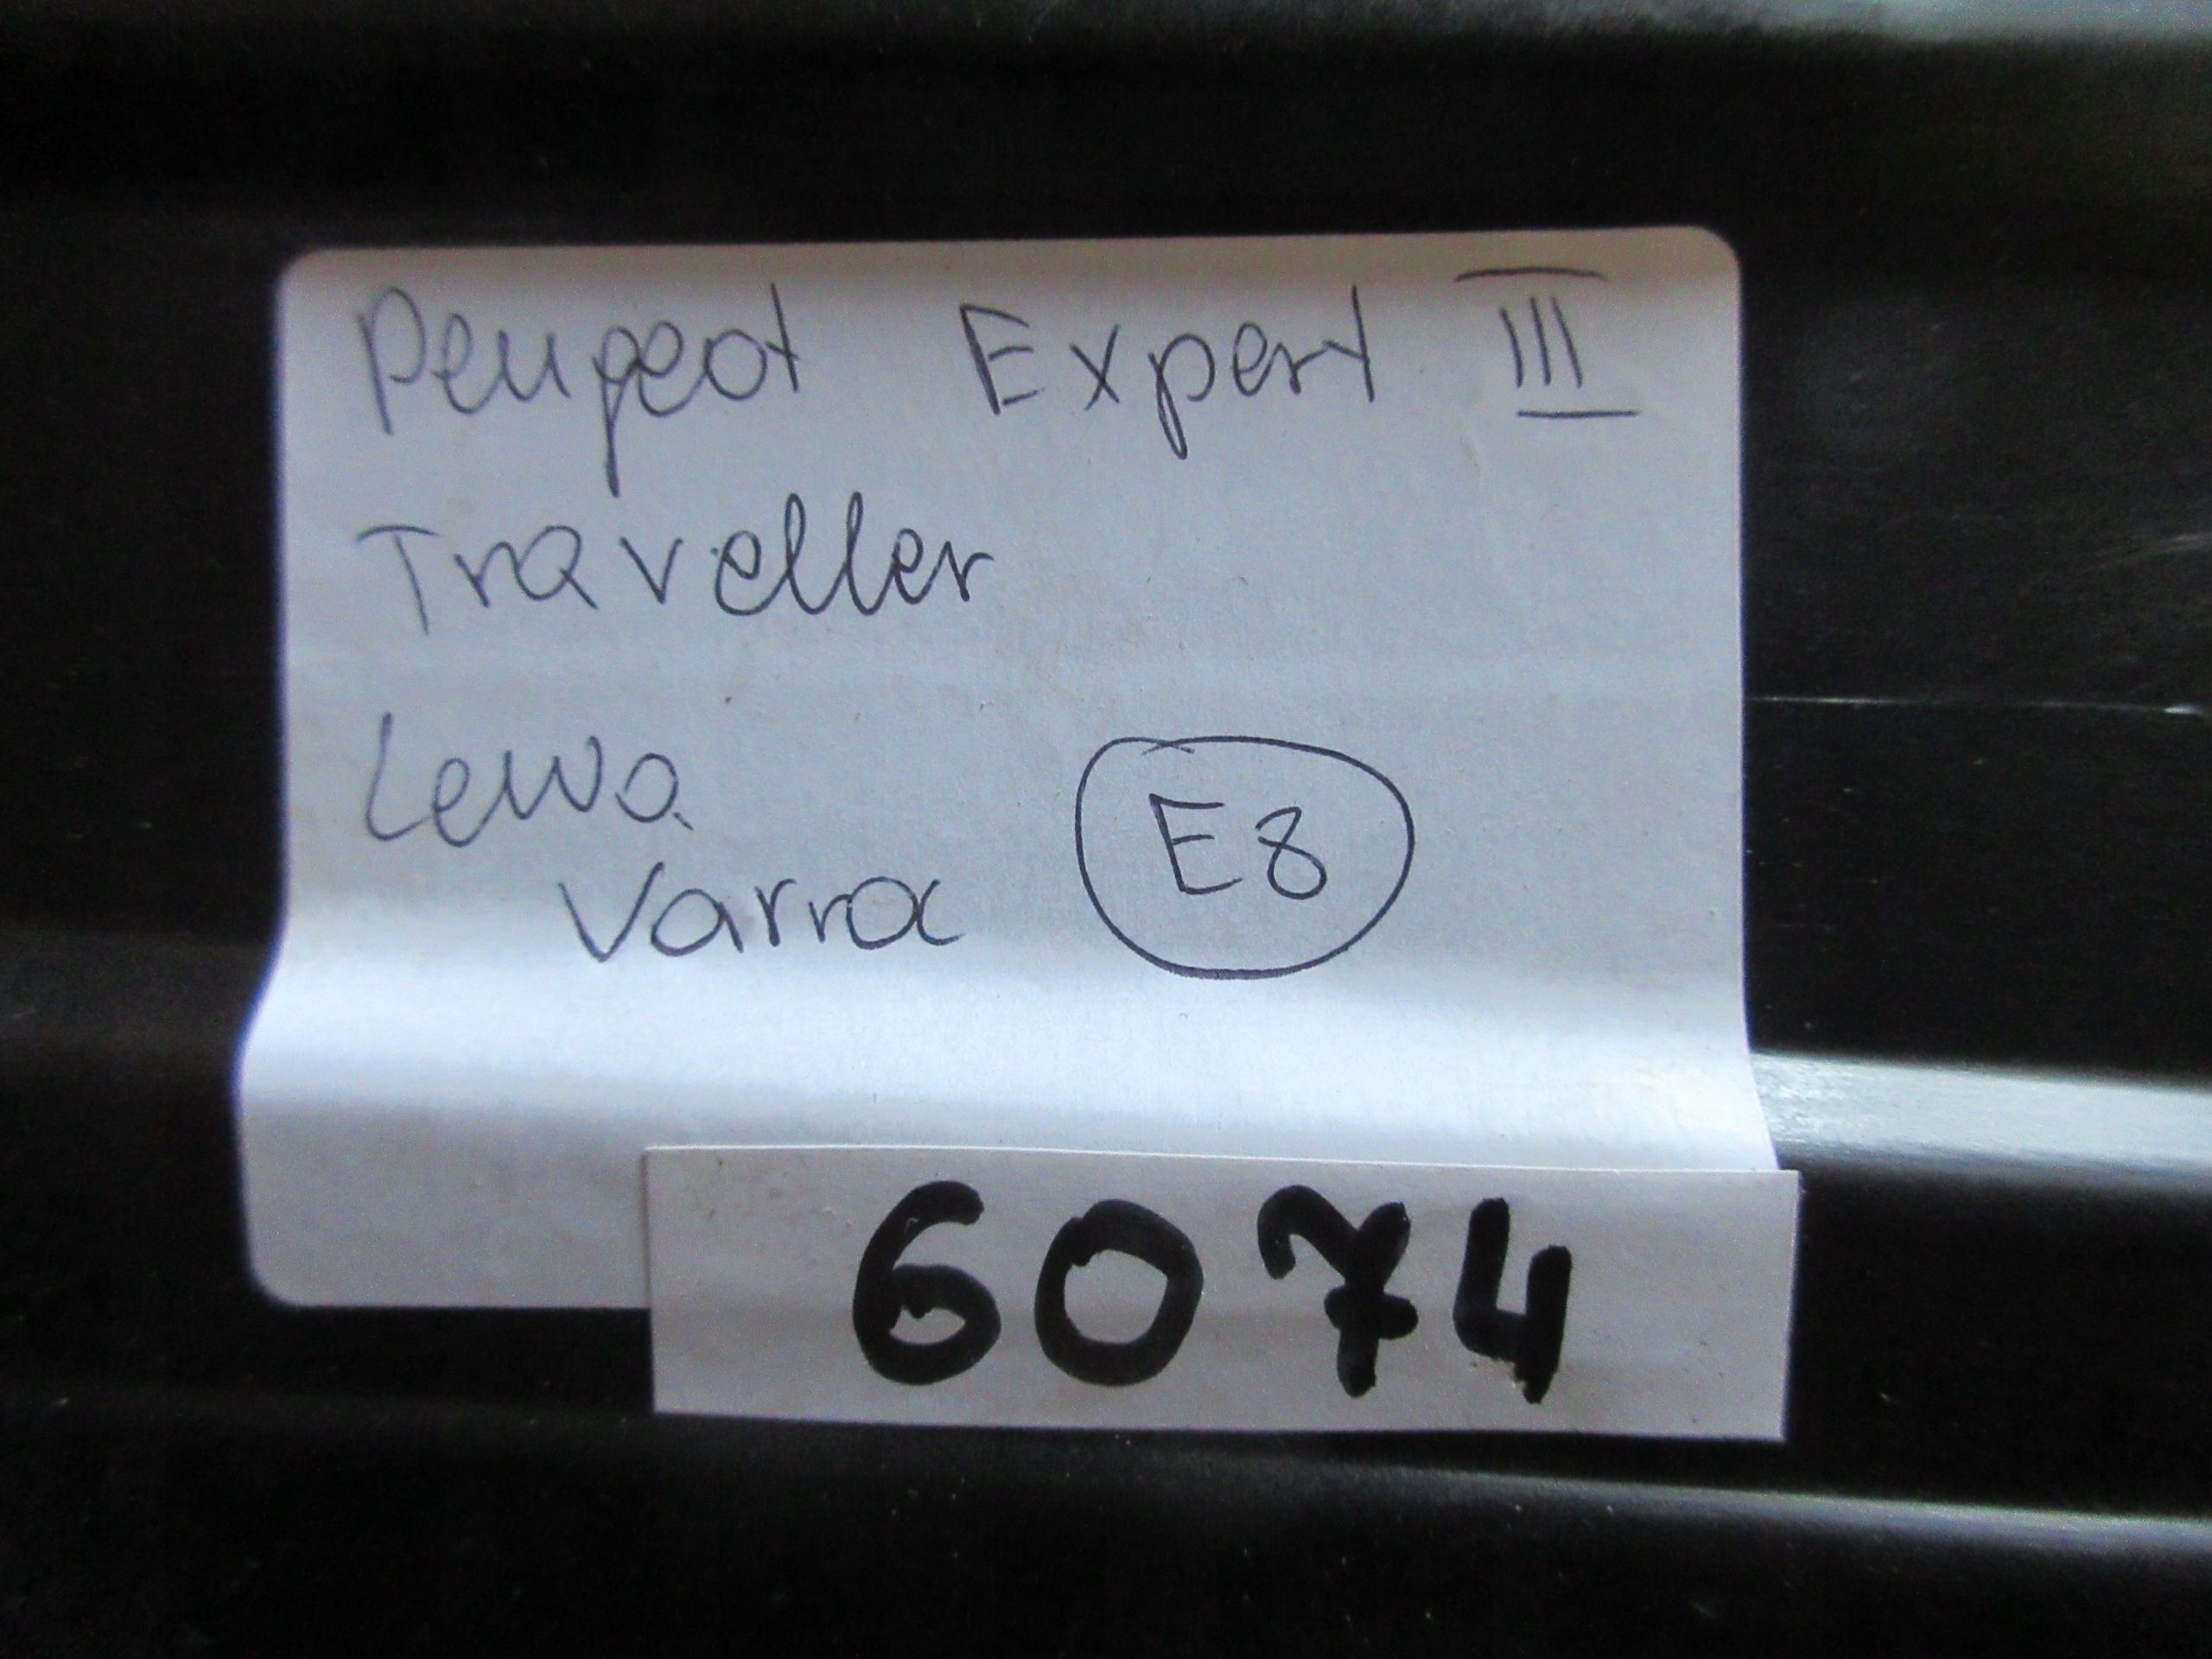 Peugeot Expert III
Traveller
Lewa
Varroc
E8
6074